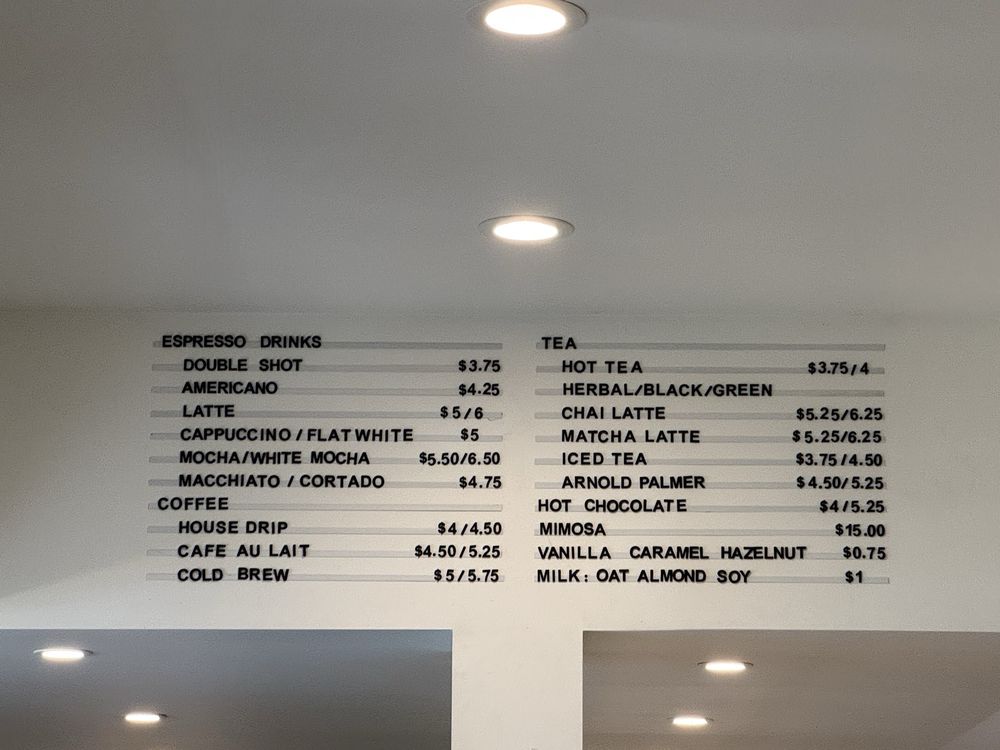 ESPRESSO DRINKS
DOUBLE SHOT $3.75
AMERICANO $4.25
LATTE $5/6
CAPPUCCINO / FLAT WHITE $5
MOCHA/WHITE MOCHA $5.50/6.50
MACCHIATO / CORTADO $4.75
COFFEE
HOUSE DRIP $4/4.50
CAFE AU LAIT $4.50/5.25
COLD BREW $5/5.75
TEA
HOT TEA $3.75/4
HERBAL/BLACK/GREEN
CHAI LATTE $5.25/6.25
MATCHA LATTE $5.25/6.25
ICED TEA $3.75/4.50
ARNOLD PALMER $4.50/5.25
HOT CHOCOLATE $4/5.25
MIMOSA $15.00
VANILLA CARAMEL HAZELNUT $0.75
MILK: OAT ALMOND SOY $1